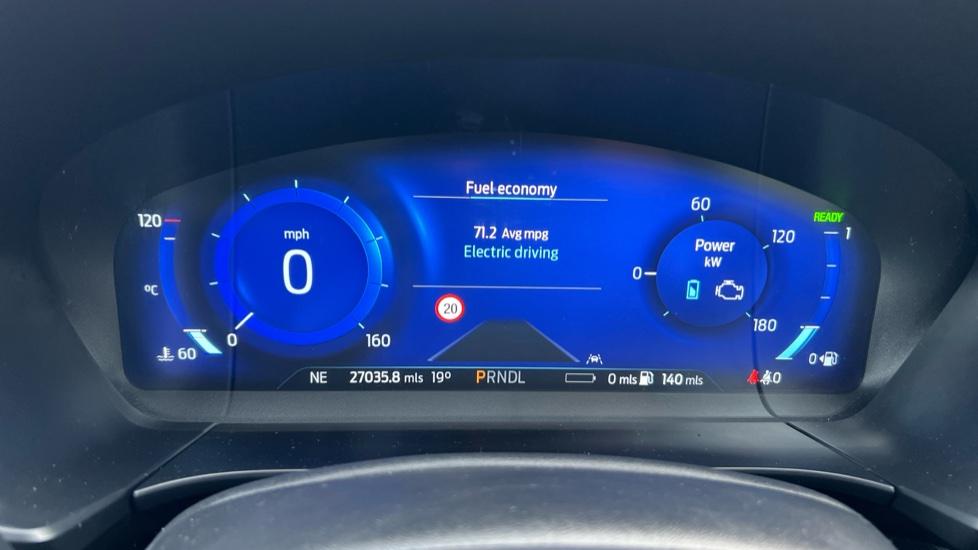 Fuel economy
71.2 Avg mpg
Electric driving
120
°C
60
mph
0
0
160
20
60
0
120
180
Power
kW
READY
1
0
NE 27035.8 mls 19° PRNDL 0 mls 140 mls
0